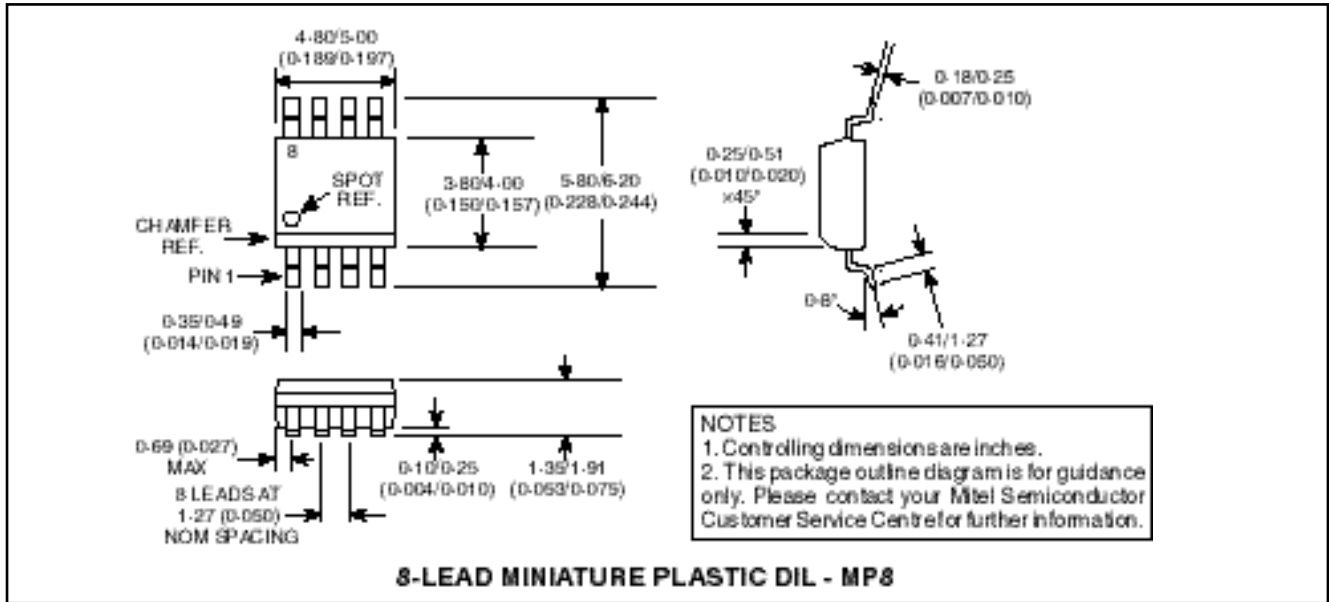 4·80/5·00
(0·189/0·197)
8
SPOT
REF.
CHAMFER
REF.
PIN 1
3·80/4·00
(0·150/0·157)
5·80/6·20
(0·228/0·244)
0·35/0·49
(0·014/0·019)
0·69 (0·027)
MAX
8 LEADS AT
1·27 (0·050)
NOM SPACING
0·10/0·25
(0·004/0·010)
1·35/1·91
(0·053/0·075)
0·18/0·25
(0·007/0·010)
0·25/0·51
(0·010/0·020)
×45°
0-8°
0·41/1·27
(0·016/0·050)
NOTES
1. Controlling dimensions are inches.
2. This package outline diagram is for guidance
only. Please contact your Mitel Semiconductor
Customer Service Centre for further information.
8-LEAD MINIATURE PLASTIC DIL - MP8